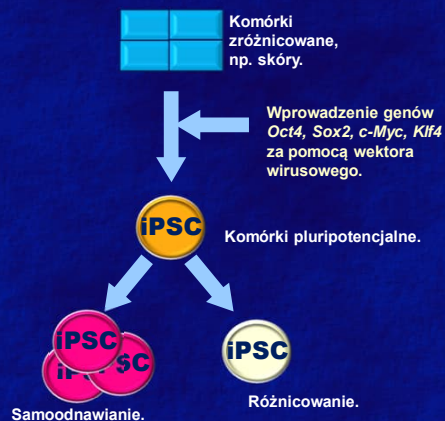 Komórki
zróżnicowane,
np. skóry.
Wprowadzenie genów
Oct4, Sox2, c-Myc, Klf4
za pomocą wektora
wirusowego.
iPSC
Komórki pluripotencjalne.
iPSC
iPSC
Różnicowanie.
Samoodnawianie.